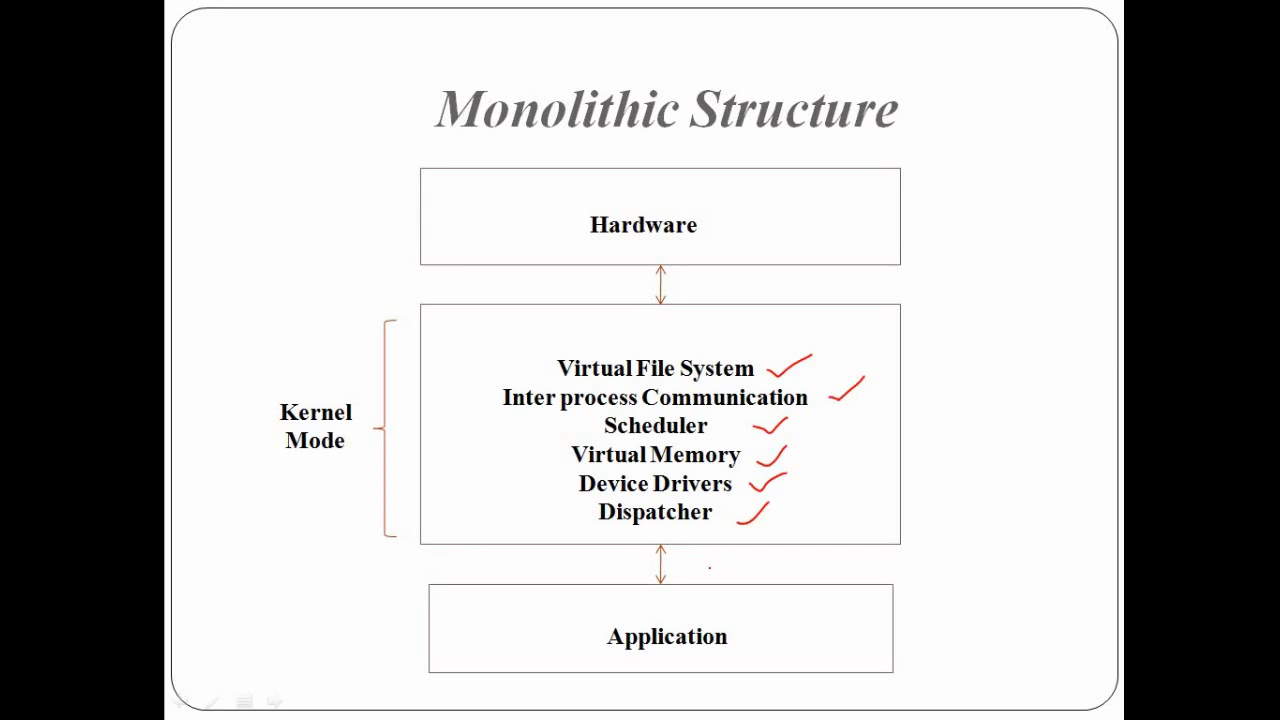 Monolithic Structure
Hardware
Kernel
Mode
Virtual File System
Inter process Communication
Scheduler
Virtual Memory
Device Drivers
Dispatcher
Application